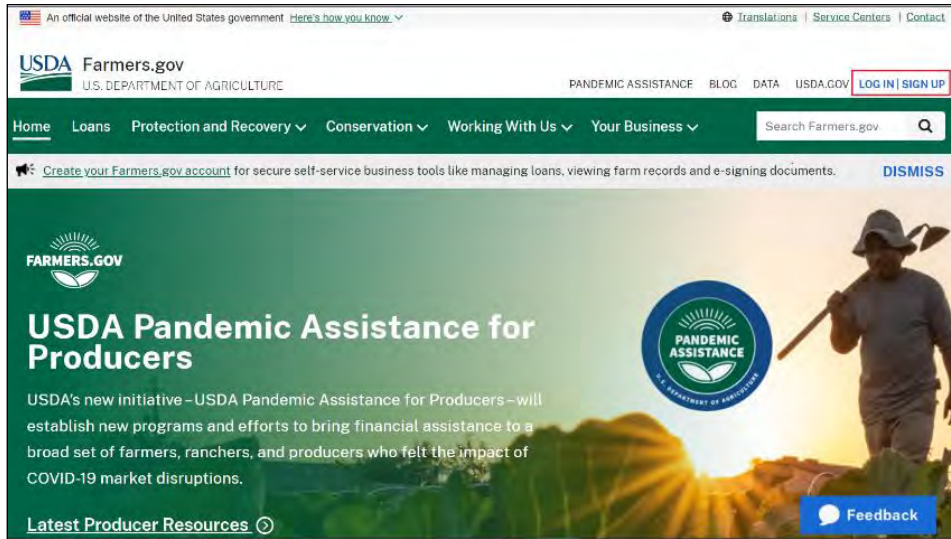 An official website of the United States government Here's how you know
Translations | Service Centers | Contact
USDA Farmers.gov
U.S. DEPARTMENT OF AGRICULTURE
PANDEMIC ASSISTANCE BLOG DATA USDA.GOV LOG IN | SIGN UP
Home Loans Protection and Recovery Conservation Working With Us Your Business Search Farmers.gov
Create your Farmers.gov account for secure self-service business tools like managing loans, viewing farm records and e-signing documents. DISMISS
FARMERS.GOV
USDA Pandemic Assistance for
Producers
USDA's new initiative–USDA Pandemic Assistance for Producers–will
establish new programs and efforts to bring financial assistance to a
broad set of farmers, ranchers, and producers who felt the impact of
COVID-19 market disruptions.
Latest Producer Resources
PANDEMIC
ASSISTANCE
U.S. DEPARTMENT OF AGRICULTURE
Feedback